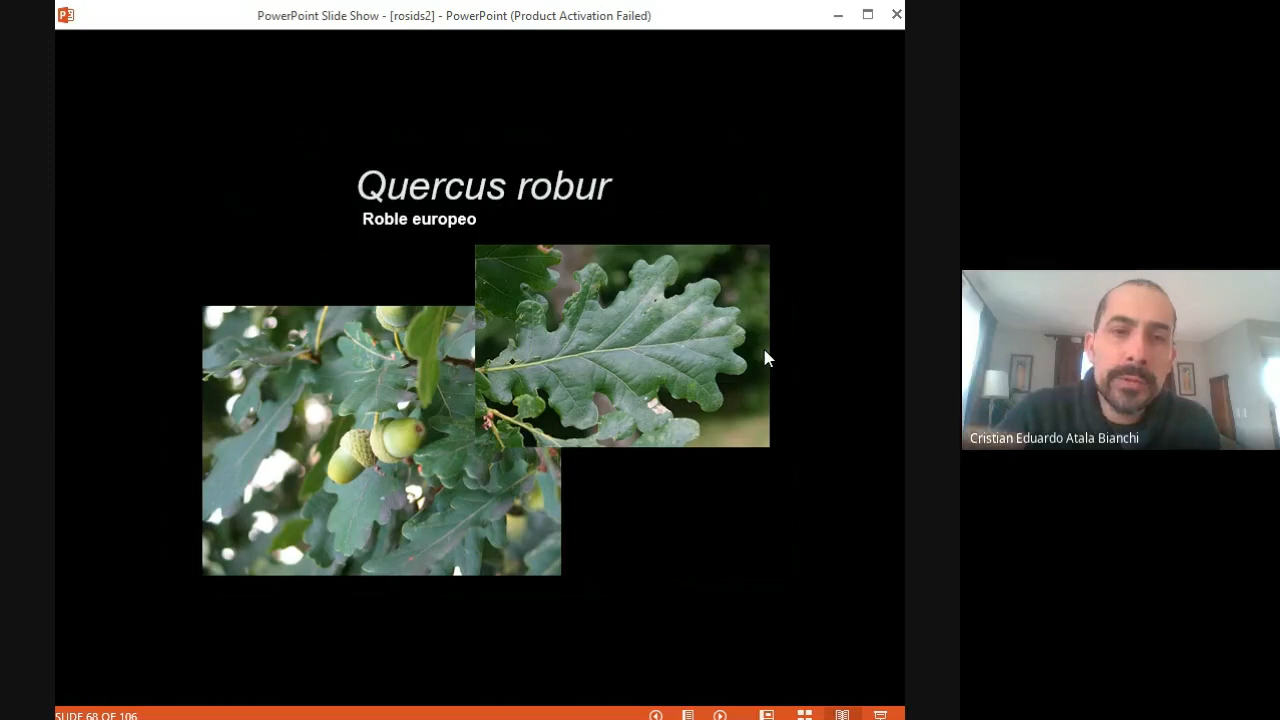 PowerPoint Slide Show - [rosids2] - PowerPoint (Product Activation Failed)
Quercus robur
Roble europeo
Cristian Eduardo Atala Bianchi
SLIDE 68 OF 106